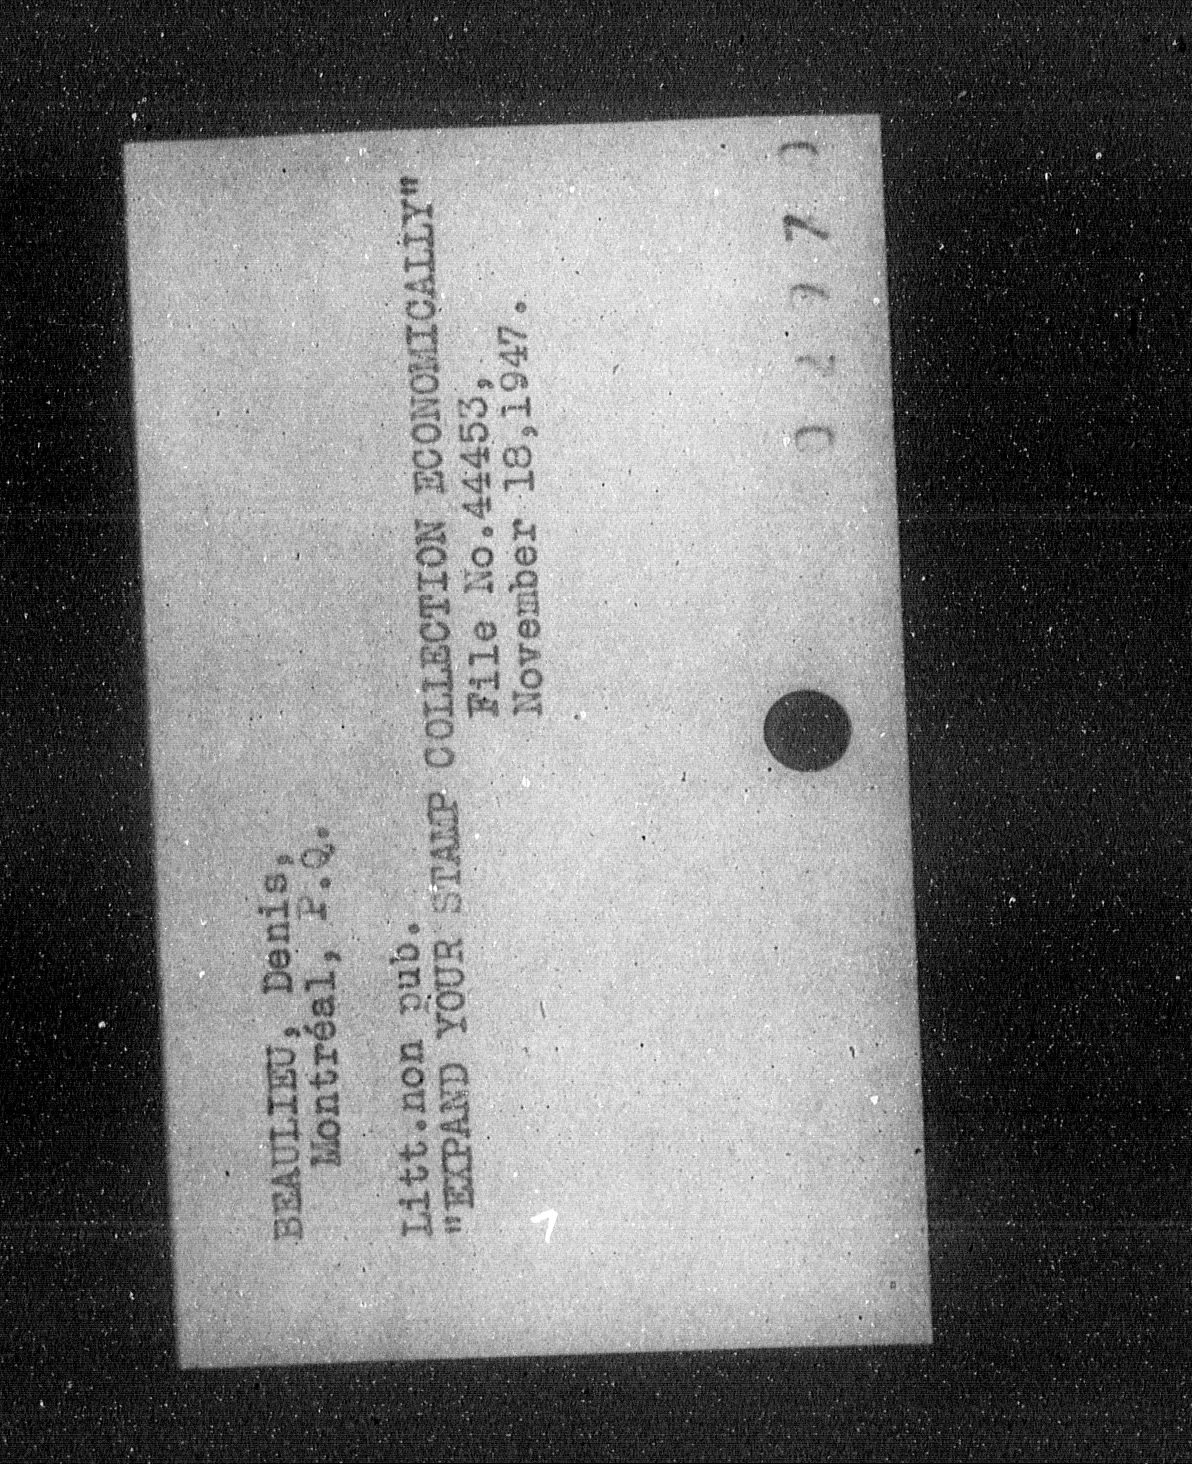 BEAULIEU, Denis,
Montréal, P.Q.
Litt.non pub.
"EXPAND YOUR STAMP COLLECTION ECONOMICALLY"
File No.44453,
November 18,1947.